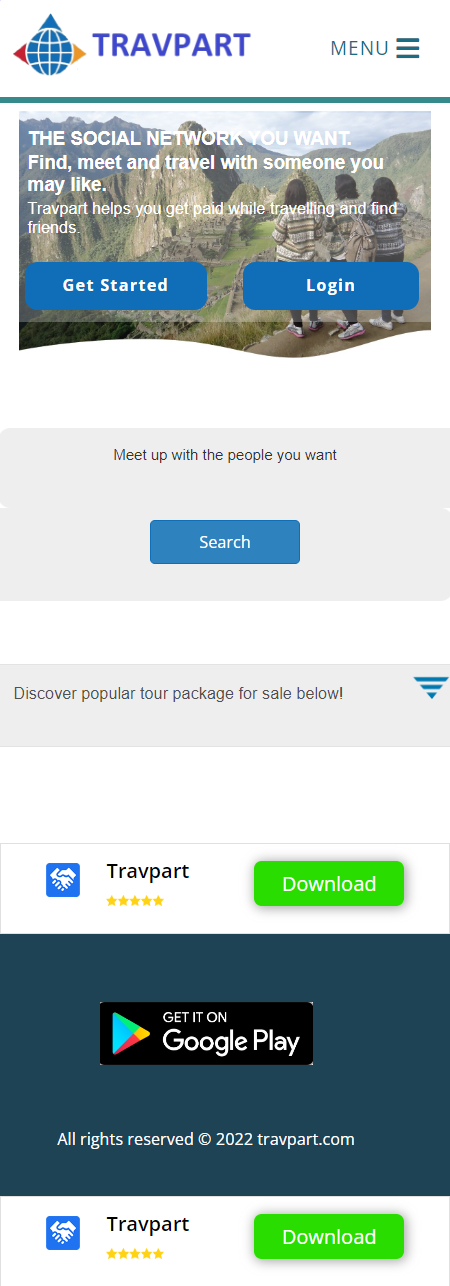 TRAVPART
MENU
THE SOCIAL NETWORK YOU WANT.
Find, meet and travel with someone you
may like.
Travpart helps you get paid while travelling and find
friends.
Get Started
Login
Meet up with the people you want
Search
Discover popular tour package for sale below!
Travpart
Download
GET IT ON
Google Play
All rights reserved © 2022 travpart.com
Travpart
Download